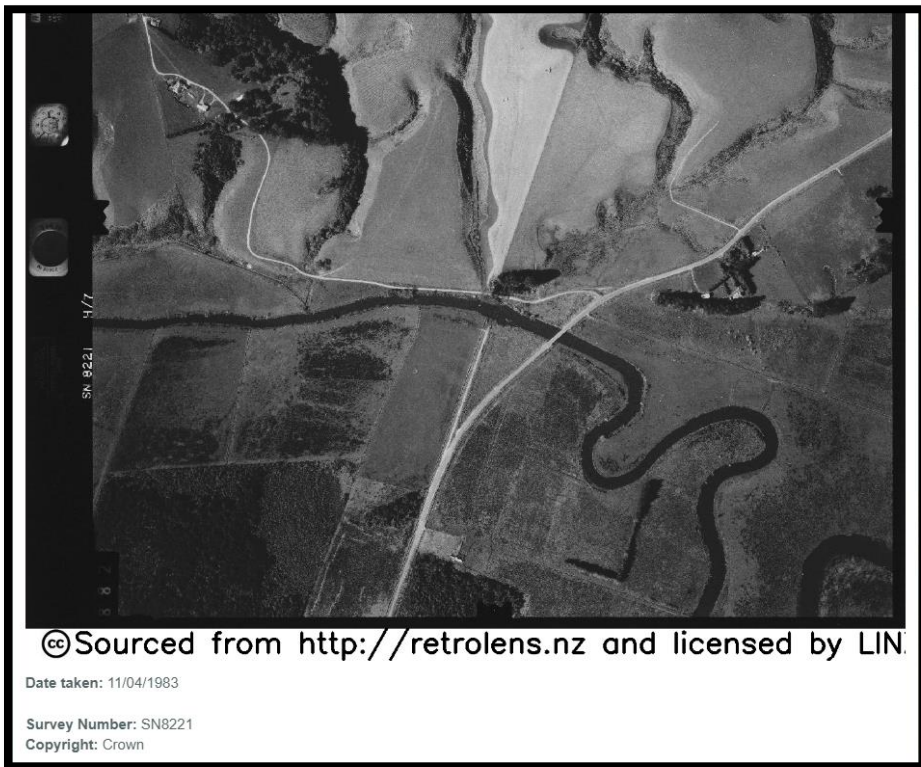 SN 8221 H/7
©Sourced from http://retrolens.nz and licensed by LIN
Date taken: 11/04/1983
Survey Number: SN8221
Copyright: Crown